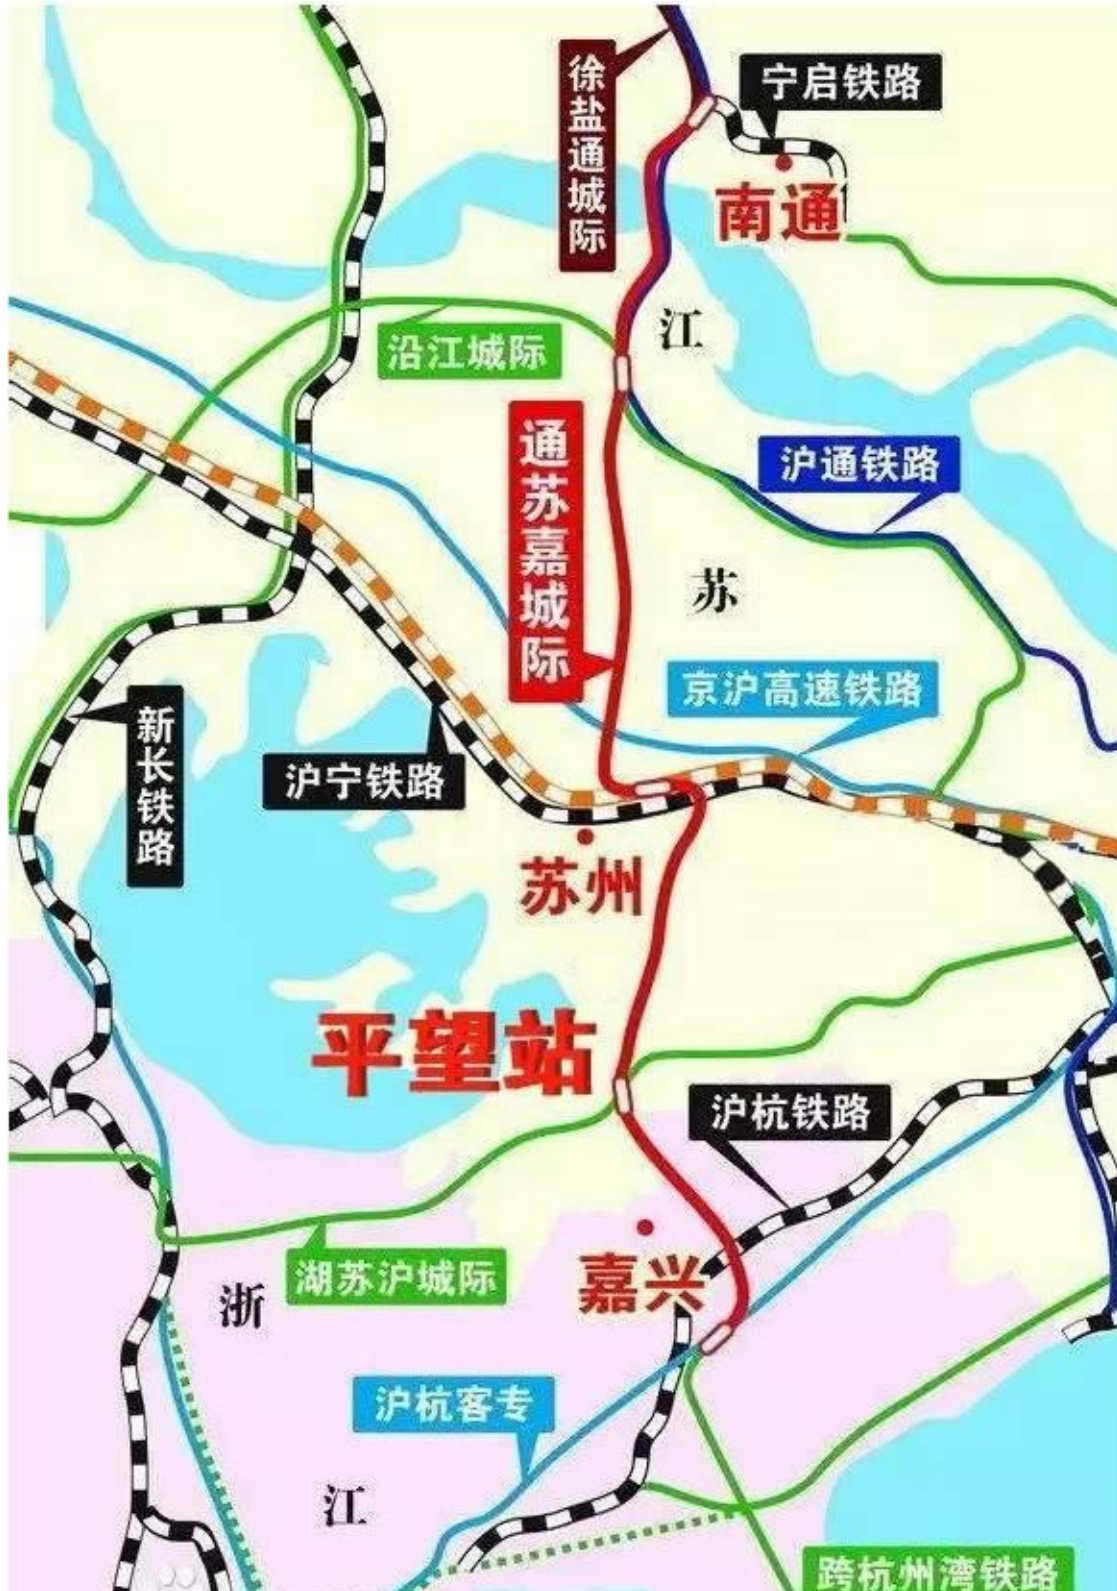 徐盐通城际
宁启铁路
南通
江
沿江城际
通苏嘉城际
沪通铁路
苏
京沪高速铁路
新长铁路
沪宁铁路
苏州
平望站
沪杭铁路
嘉兴
湖苏沪城际
浙
沪杭客专
江
跨杭州湾铁路